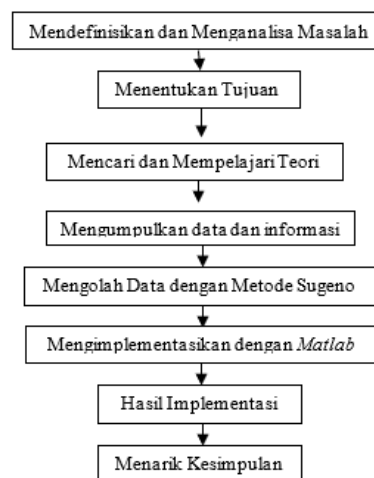 Mendefinisikan dan Menganalisa Masalah
Menentukan Tujuan
Mencari dan Mempelajari Teori
Mengumpulkan data dan informasi
Mengolah Data dengan Metode Sugeno
Mengimplementasikan dengan Matlab
Hasil Implementasi
Menarik Kesimpulan